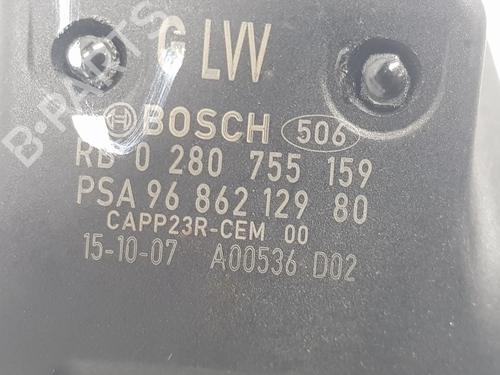 G LW
BOSCH 506
RB 0 280 755 159
PSA 96 862 129 80
CAPP23R-CEM 00
15-10-07 A00536 D02
B-PARTS